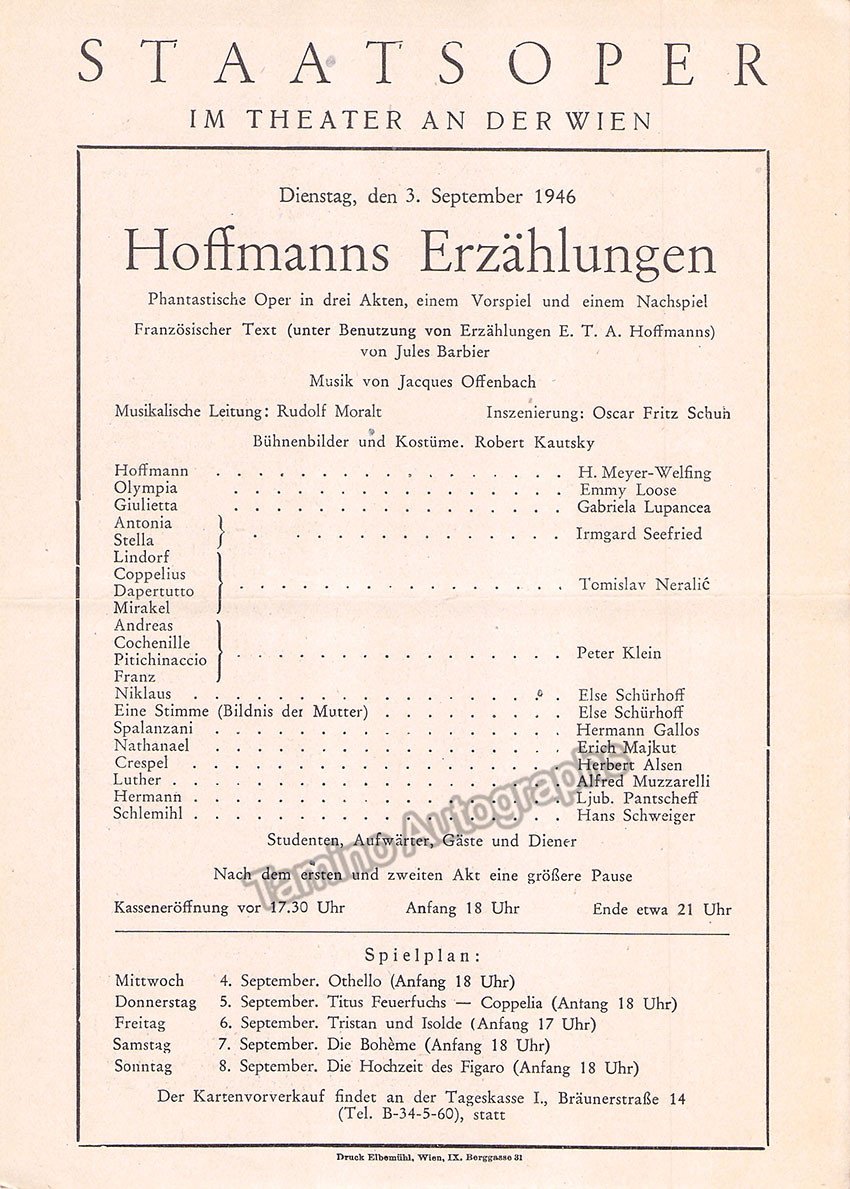 STAATSOPER
IM THEATER AN DER WIEN
Dienstag, den 3. September 1946
Hoffmanns Erzählungen
Phantastische Oper in drei Akten, einem Vorspiel und einem Nachspiel
Französischer Text (unter Benutzung von Erzählungen E. T. A. Hoffmanns)
von Jules Barbier
Musik von Jacques Offenbach
Musikalische Leitung: Rudolf Moralt Inszenierung: Oscar Fritz Schuh
Bühnenbilder und Kostüme. Robert Kautsky
Hoffmann . . . . . . . . . . . . . . . . H. Meyer-Welfing
Olympia . . . . . . . . . . . . . . . Emmy Loose
Giulietta . . . . . . . . . . . . . . . Gabriela Lupancea
Antonia
Stella } . . . . . . . . . . . . . . Irmgard Seefried
Lindorf
Coppelius
Dapertutto } . . . . . . . . . . . . . . . Tomislav Neralić
Mirakel
Andreas
Cochenille
Pitichinaccio } . . . . . . . . . . . . . . . Peter Klein
Franz
Niklaus . . . . . . . . . . . . . . . . . Else Schürhoff
Eine Stimme (Bildnis der Mutter) . . . . . . . . . Else Schürhoff
Spalanzani . . . . . . . . . . . . . . . . Hermann Gallos
Nathanael . . . . . . . . . . . . . . . . Erich Majkut
Crespel . . . . . . . . . . . . . . . . . Herbert Alsen
Luther . . . . . . . . . . . . . . . . . . Alfred Muzzarelli
Hermann . . . . . . . . . . . . . . . . . Ljub. Pantscheff
Schlemihl . . . . . . . . . . . . . . . . . Hans Schweiger
Studenten, Aufwärter, Gäste und Diener
Tamino Autographs
Nach dem ersten und zweiten Akt eine größere Pause
Kasseneröffnung vor 17.30 Uhr Anfang 18 Uhr Ende etwa 21 Uhr
Spielplan:
Mittwoch 4. September. Othello (Anfang 18 Uhr)
Donnerstag 5. September. Titus Feuerfuchs — Coppelia (Anfang 18 Uhr)
Freitag 6. September. Tristan und Isolde (Anfang 17 Uhr)
Samstag 7. September. Die Bohème (Anfang 18 Uhr)
Sonntag 8. September. Die Hochzeit des Figaro (Anfang 18 Uhr)
Der Kartenvorverkauf findet an der Tageskasse I., Bräunerstraße 14
(Tel. B-34-5-60), statt
Druck Elbemühl, Wien, IX. Berggasse 31